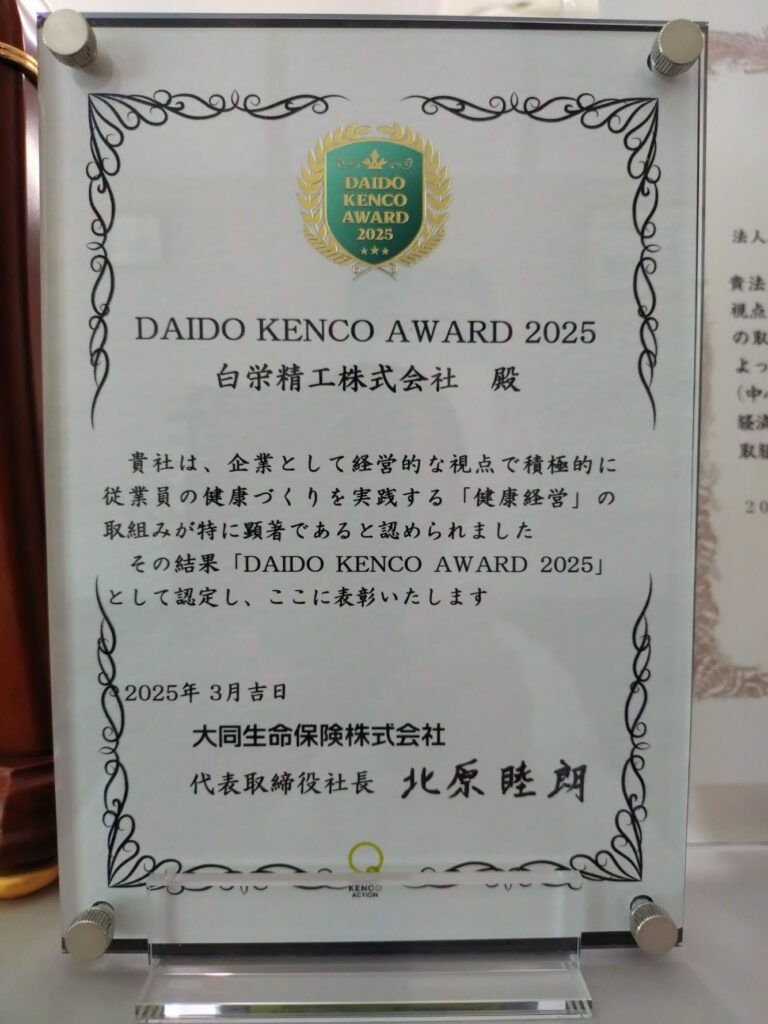 DAIDO
KENCO
AWARD
2025
DAIDO KENCO AWARD 2025
白栄精工株式会社 殿
貴社は、企業として経営的な視点で積極的に
従業員の健康づくりを実践する「健康経営」の
取組みが特に顕著であると認められました
その結果「DAIDO KENCO AWARD 2025」
として認定し、ここに表彰いたします
2025年 3月吉日
大同生命保険株式会社
代表取締役社長 北原睦朗
KENCO
ACTION
法人
貴法
視点
の取
よっ
(中小
経済
取組
20